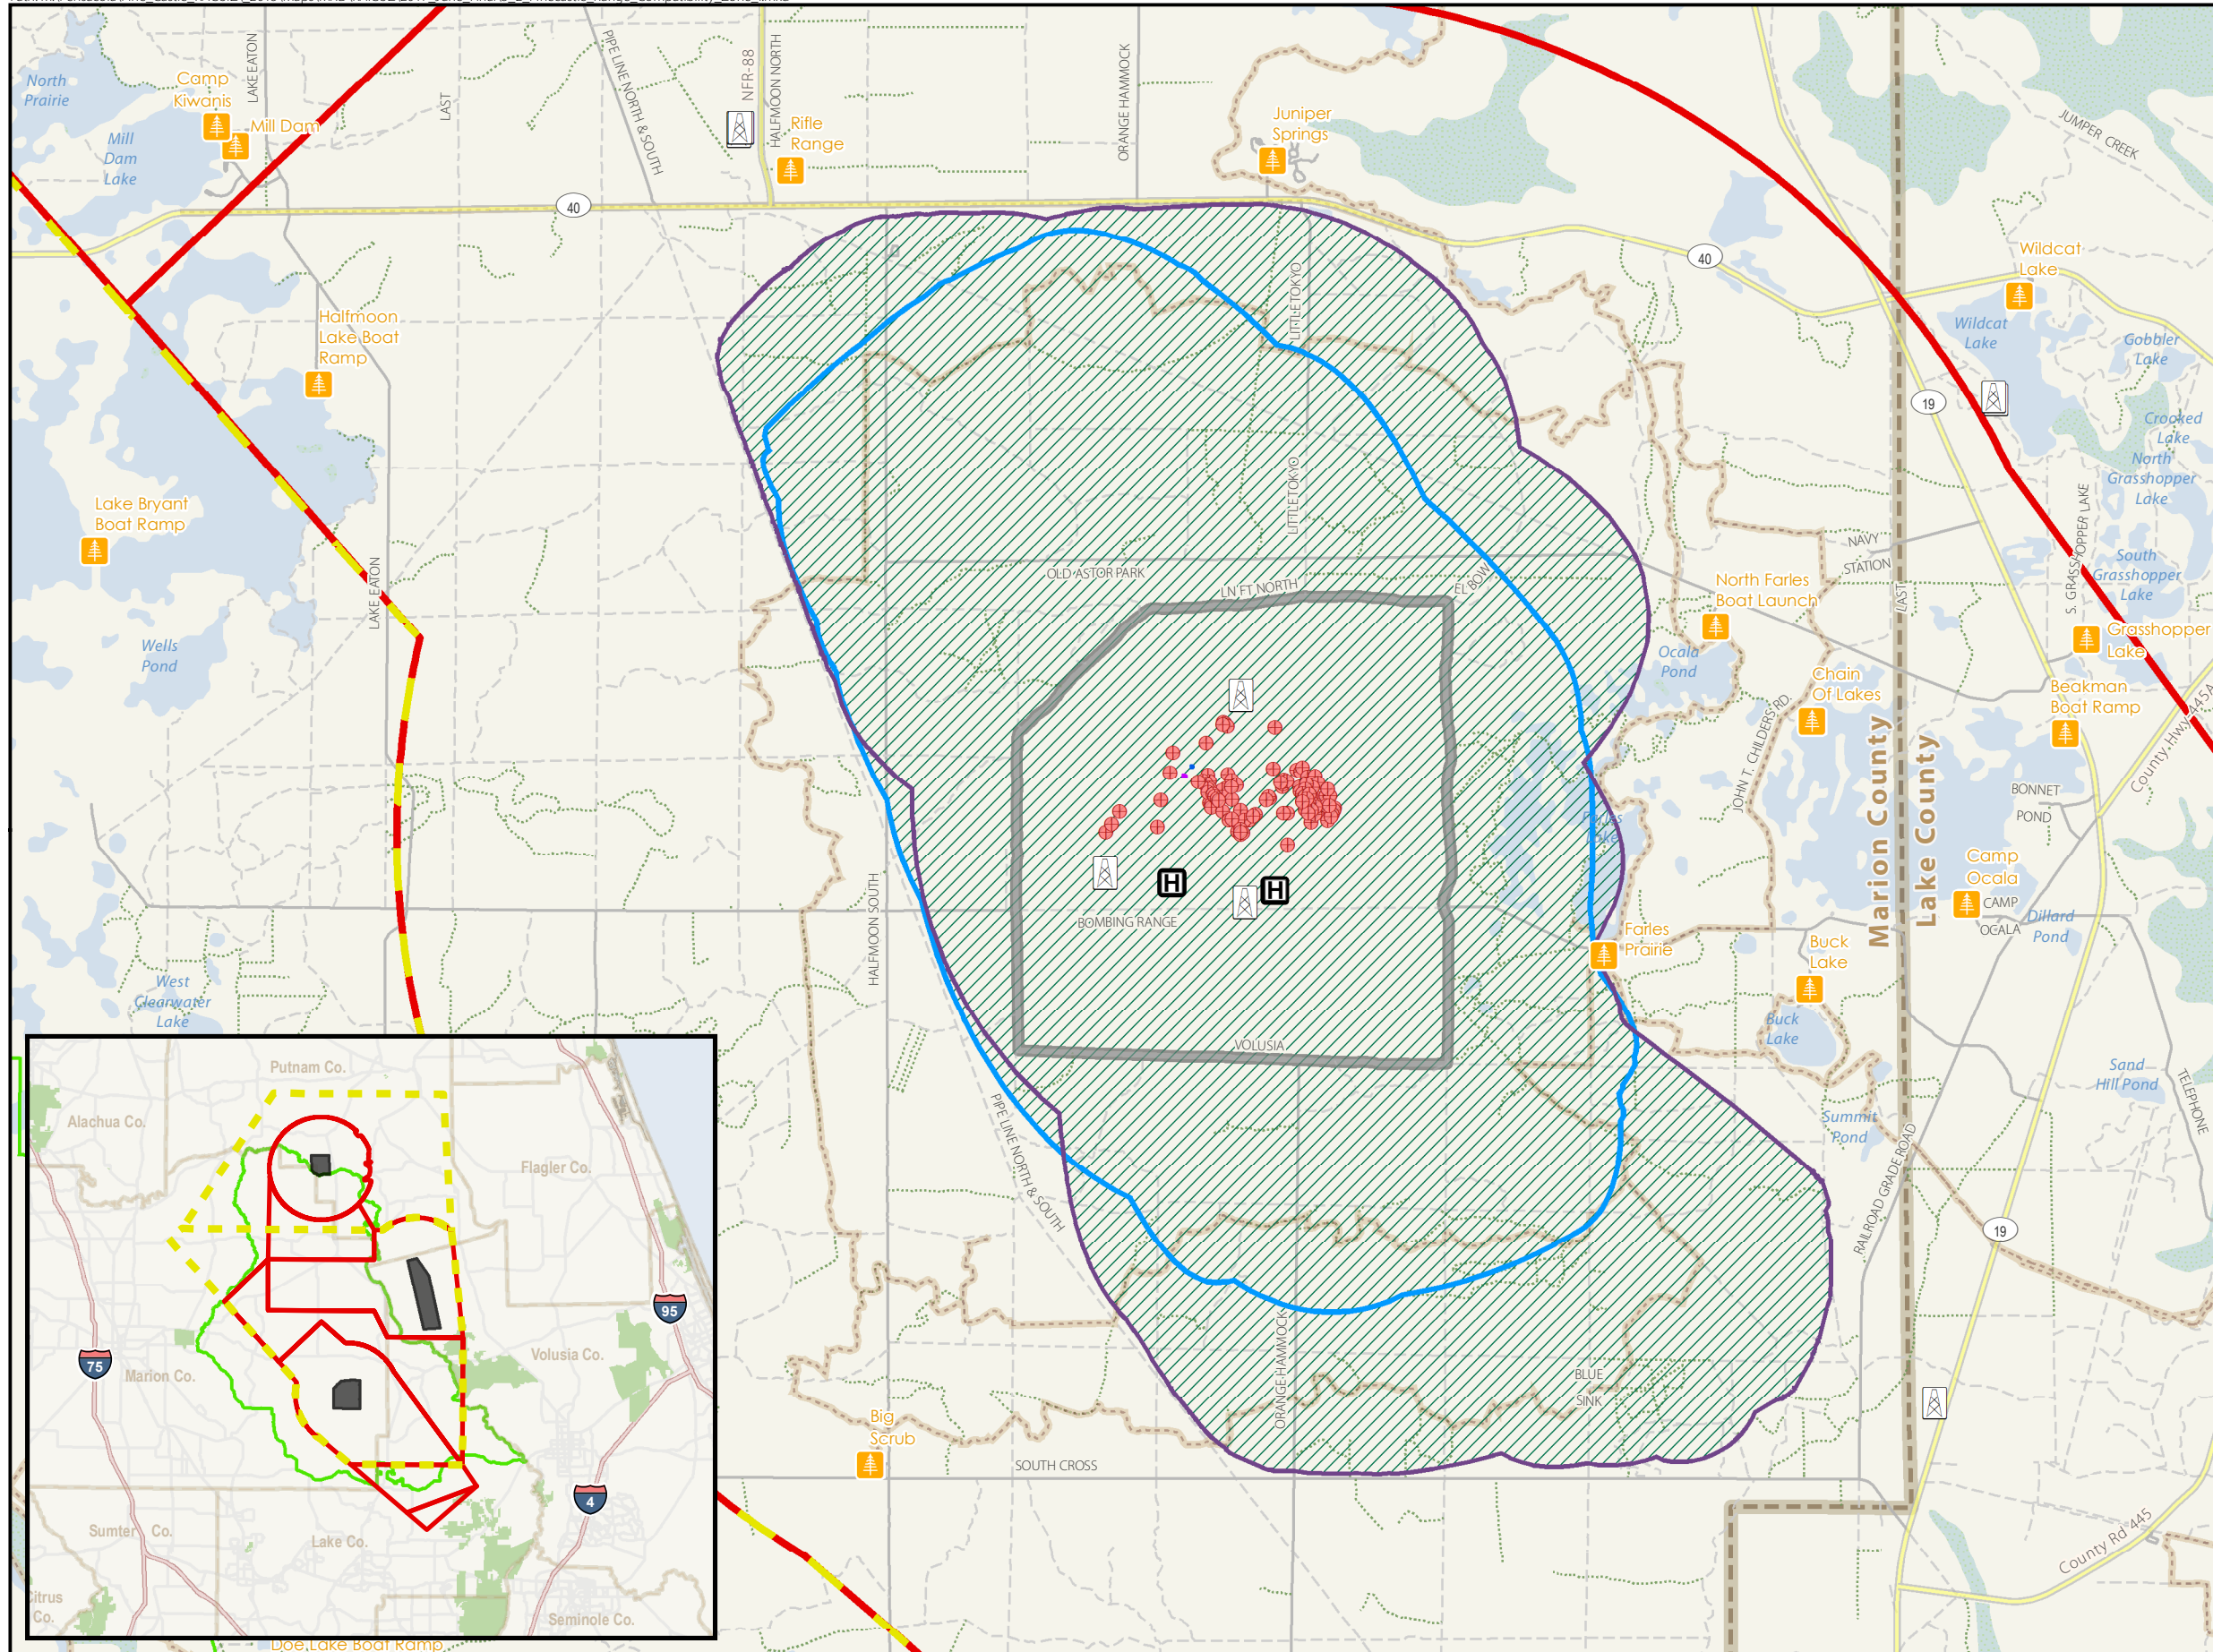 North
Prairie
Camp
Kiwanis
Mill Dam
Mill
Dam
Lake
LAKE EATON
LAST
PIPE LINE NORTH & SOUTH
NFR-88
HALFMOON NORTH
Rifle
Range
ORANGE HAMMOCK
Juniper
Springs
JUMPER CREEK
40
40
Wildcat
Lake
Wildcat
Lake
Gobbler
Lake
Halfmoon
Lake Boat
Ramp
LITTLE TOKYO
19
Crooked
Lake
North
Grasshopper
Lake
Lake Bryant
Boat Ramp
LITTLE TOKYO
S. GRASSHOPPER LAKE
NAVY
STATION
South
Grasshopper
Lake
OLD ASTOR PARK
LN FT NORTH
ELBOW
North Farles
Boat Launch
LAST
LAKE EATON
Wells
Pond
Ocala
Pond
Grasshopper
Lake
Chain
Of Lakes
Beakman
Boat Ramp
County Hwy 445A
JOHN T. CHILDERS RD.
Marion County
Lake County
BONNET
POND
Farles
Lake
Camp
Ocala
CAMP
OCALA
Dillard
Pond
H
H
BOMBING RANGE
HALFMOON SOUTH
Farles
Prairie
Buck
Lake
West
Clearwater
Lake
Buck
Lake
VOLUSIA
Sand
Hill Pond
TELEPHONE
PIPE LINE NORTH & SOUTH
Summit
Pond
RAILROAD GRADE ROAD
19
Putnam Co.
Alachua Co.
Flagler Co.
95
Volusia Co.
75
Marion Co.
4
Sumter Co.
Lake Co.
Citrus
Co.
Seminole Co.
ORANGE HAMMOCK
BLUE
SINK
Big
Scrub
SOUTH CROSS
County Rd 445
Doe Lake Boat Ramp